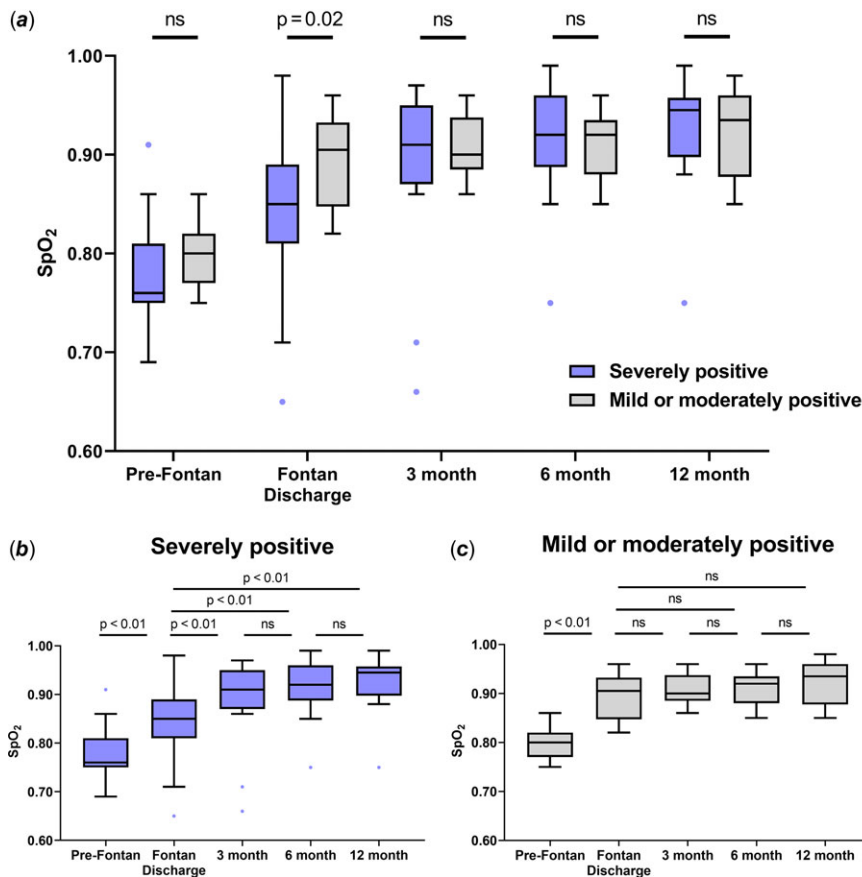 (a)
ns p = 0.02 ns ns ns
1.00
0.90
0.80
0.70
0.60
SpO₂
Severely positive
Mild or moderately positive
Pre-Fontan Fontan 3 month 6 month 12 month
Discharge
(b) Severely positive
p < 0.01
p < 0.01
p < 0.01 p < 0.01 ns ns
1.00
0.90
0.80
0.70
0.60
SpO₂
Pre-Fontan Fontan 3 month 6 month 12 month
Discharge
(c) Mild or moderately positive
ns
ns
p < 0.01 ns ns ns
1.00
0.90
0.80
0.70
0.60
SpO₂
Pre-Fontan Fontan 3 month 6 month 12 month
Discharge